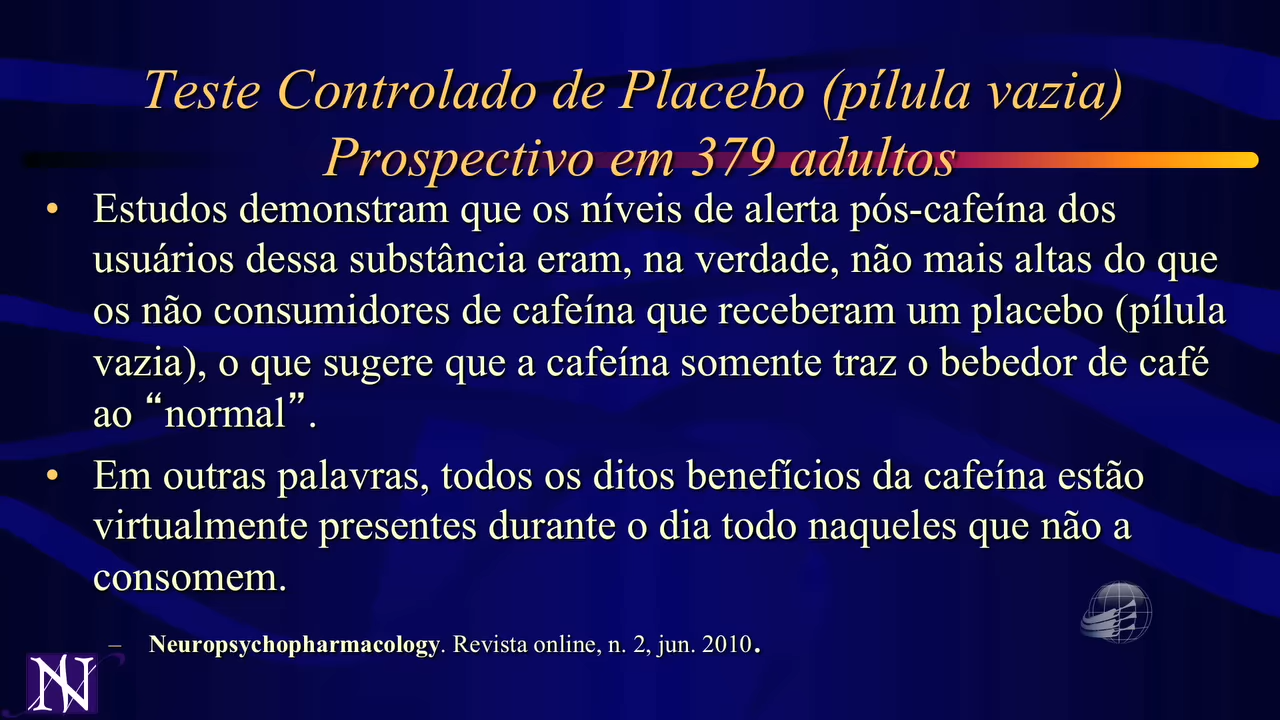 Teste Controlado de Placebo (pílula vazia)
Prospectivo em 379 adultos
• Estudos demonstram que os níveis de alerta pós-cafeína dos
usuários dessa substância eram, na verdade, não mais altas do que
os não consumidores de cafeína que receberam um placebo (pílula
vazia), o que sugere que a cafeína somente traz o bebedor de café
ao “normal”.
• Em outras palavras, todos os ditos benefícios da cafeína estão
virtualmente presentes durante o dia todo naqueles que não a
consomem.
– Neuropsychopharmacology. Revista online, n. 2, jun. 2010.
N